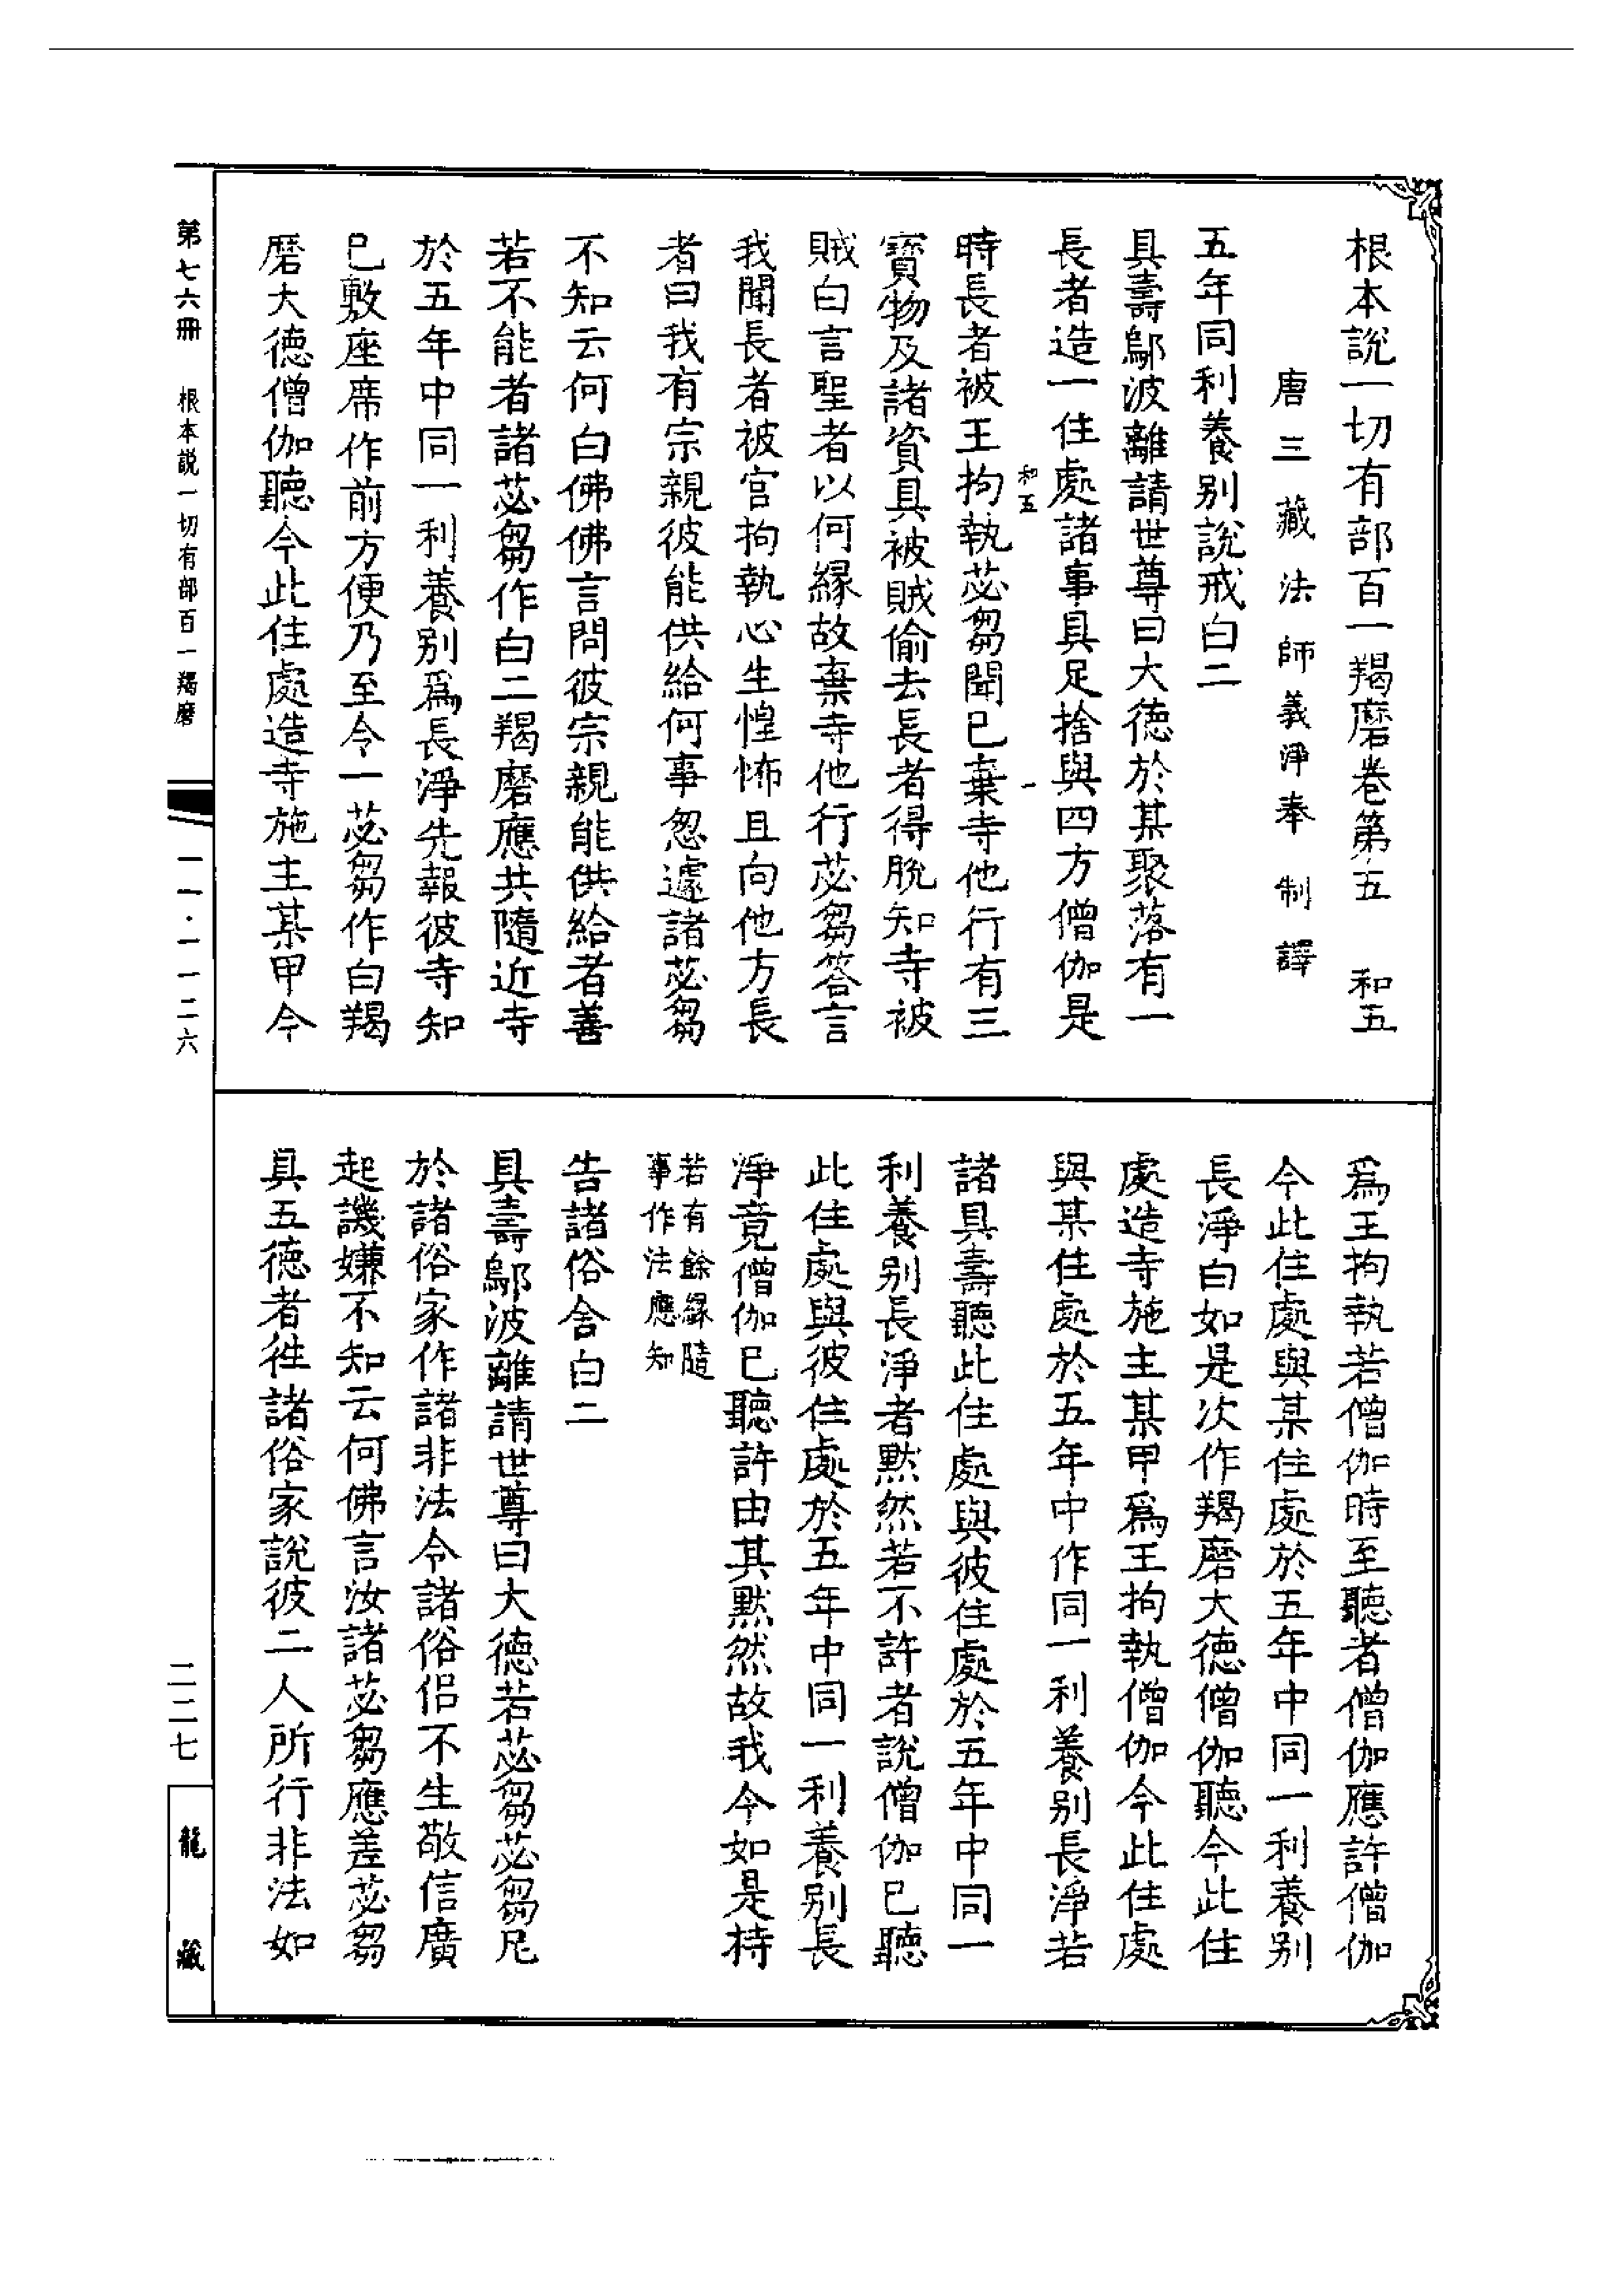 根本說一切有部百一羯磨卷第五 和五
唐三藏法師義淨奉 制譯
五年同利養别說戒白二
具壽鄔波離請世尊曰大德於某聚落有一
長者造一住處諸事具足捨與四方僧伽是
和五 一
時長者被王拘執苾芻聞已棄寺他行有三
寶物及諸資具被賊偷去長者得脫知寺被
賊白言聖者以何緣故棄寺他行苾芻答言
我聞長者被官拘執心生惶怖且向他方長
者曰我有宗親彼能供給何事怱遽諸苾芻
不知云何白佛佛言問彼宗親能供給者善
若不能者諸苾芻作白二羯磨應共隨近寺
於五年中同一利養别爲長淨先報彼寺知
已敷座席作前方便乃至令一苾芻作白羯
磨大德僧伽聽今此住處造寺施主某甲今
爲王拘執若僧伽時至聽者僧伽應許僧伽
今此住處與某住處於五年中同一利養别
長淨白如是次作羯磨大德僧伽聽今此住
處造寺施主某甲爲王拘執僧伽今此住處
與某住處於五年中作同一利養别長淨若
諸具壽聽此住處與彼住處於五年中同一
利養别長淨者默然若不許者說僧伽已聽
此住處與彼住處於五年中同一利養别長
淨竟僧伽已聽許由其默然故我今如是持
若有餘緣隨
事作法應知
告諸俗舍白二
具壽鄔波離請世尊曰大德若苾芻苾芻尼
於諸俗家作諸非法令諸俗侶不生敬信廣
起譏嫌不知云何佛言汝諸苾芻應差苾芻
具五德者往諸俗家說彼二人所行非法如
第七六冊 根本說一切有部百一羯磨
一一·一一二六
二二七
龍藏